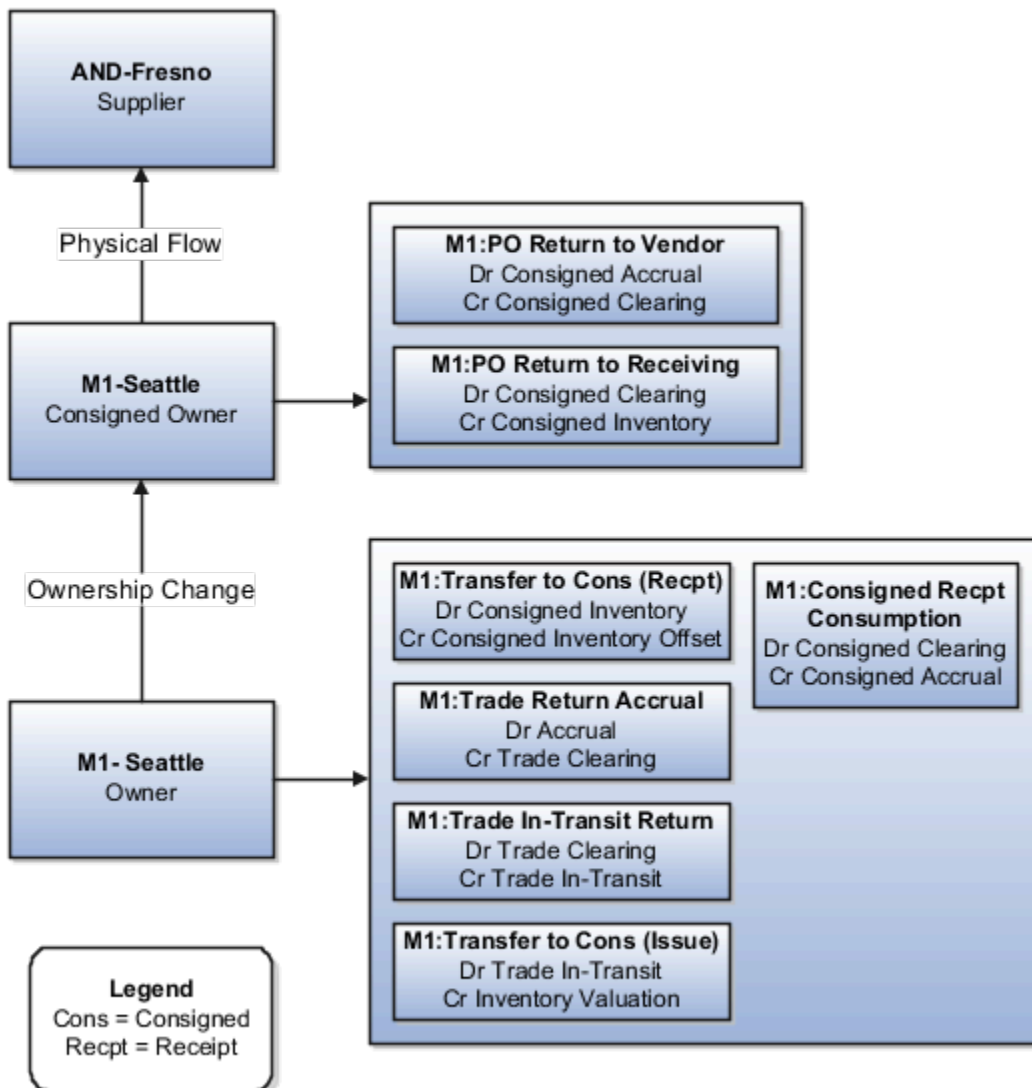 AND-Fresno
Supplier
Physical Flow
M1-Seattle
Consigned Owner
M1:PO Return to Vendor
Dr Consigned Accrual
Cr Consigned Clearing
M1:PO Return to Receiving
Dr Consigned Clearing
Cr Consigned Inventory
Ownership Change
M1- Seattle
Owner
M1:Transfer to Cons (Recpt)
Dr Consigned Inventory
Cr Consigned Inventory Offset
M1:Trade Return Accrual
Dr Accrual
Cr Trade Clearing
M1:Trade In-Transit Return
Dr Trade Clearing
Cr Trade In-Transit
M1:Transfer to Cons (Issue)
Dr Trade In-Transit
Cr Inventory Valuation
M1:Consigned Recpt
Consumption
Dr Consigned Clearing
Cr Consigned Accrual
Legend
Cons = Consigned
Recpt = Receipt